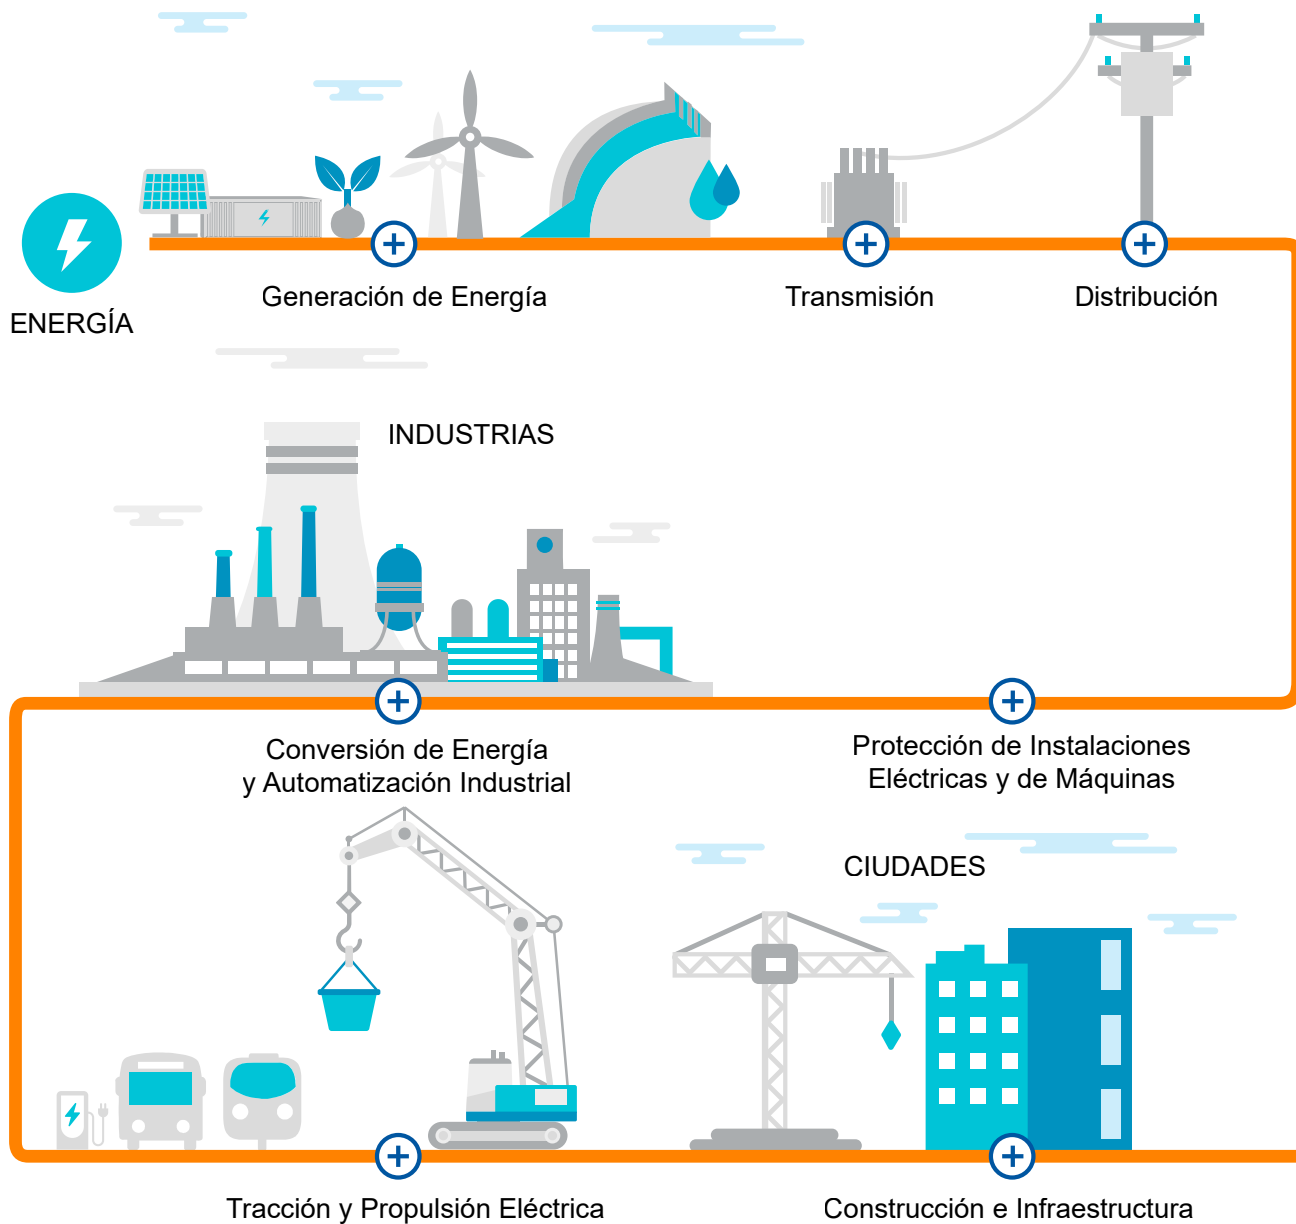 ENERGÍA
Generación de Energía
Transmisión
Distribución
INDUSTRIAS
Conversión de Energía
y Automatización Industrial
Protección de Instalaciones
Eléctricas y de Máquinas
CIUDADES
Tracción y Propulsión Eléctrica
Construcción e Infraestructura